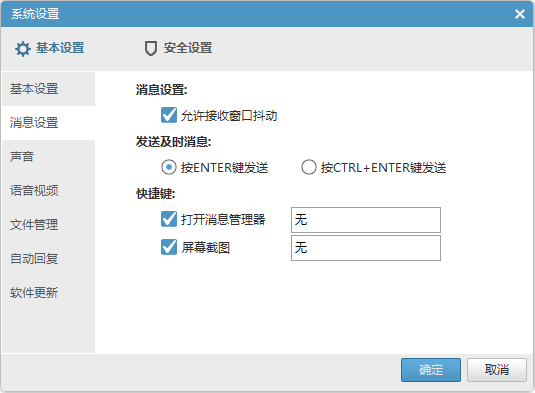 系统设置
基本设置
安全设置
基本设置
消息设置
声音
语音视频
文件管理
自动回复
软件更新
消息设置:
允许接收窗口抖动
发送及时消息:
按ENTER键发送
按CTRL+ENTER键发送
快捷键:
打开消息管理器
无
屏幕截图
无
确定
取消